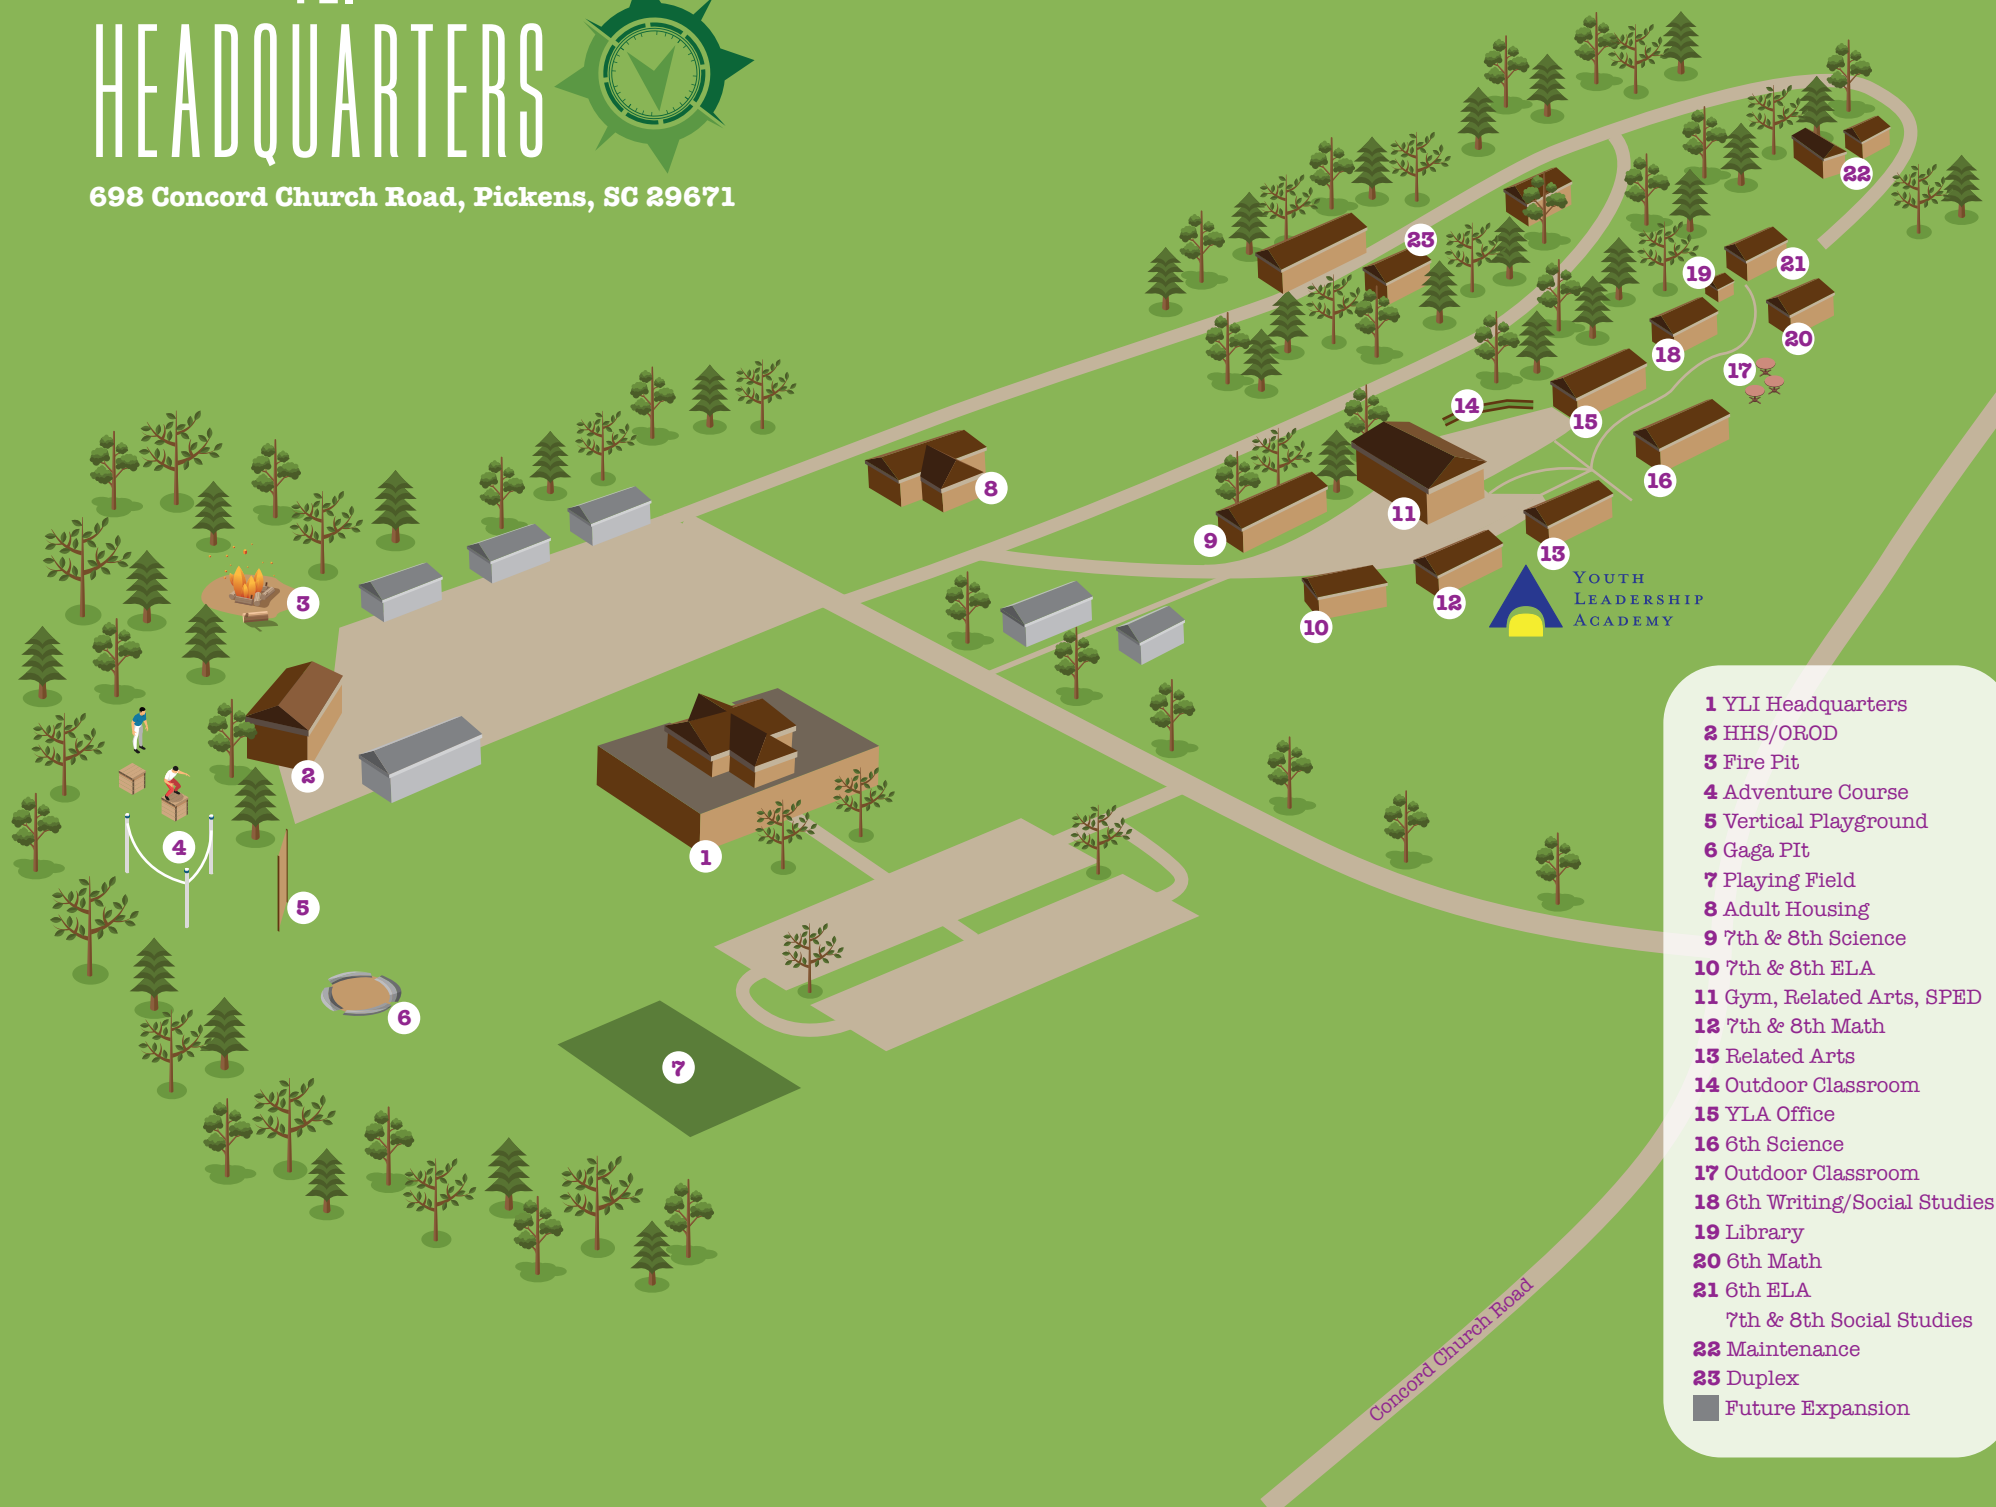 HEADQUARTERS
698 Concord Church Road, Pickens, SC 29671
22
23
21
19
20
18
17
14
15
16
8
11
9
13
12
10
YOUTH
LEADERSHIP
ACADEMY
3
2
4
1
5
6
7
Concord Church Road
1 YLI Headquarters
2 HHS/OROD
3 Fire Pit
4 Adventure Course
5 Vertical Playground
6 Gaga PIt
7 Playing Field
8 Adult Housing
9 7th & 8th Science
10 7th & 8th ELA
11 Gym, Related Arts, SPED
12 7th & 8th Math
13 Related Arts
14 Outdoor Classroom
15 YLA Office
16 6th Science
17 Outdoor Classroom
18 6th Writing/Social Studies
19 Library
20 6th Math
21 6th ELA
7th & 8th Social Studies
22 Maintenance
23 Duplex
Future Expansion